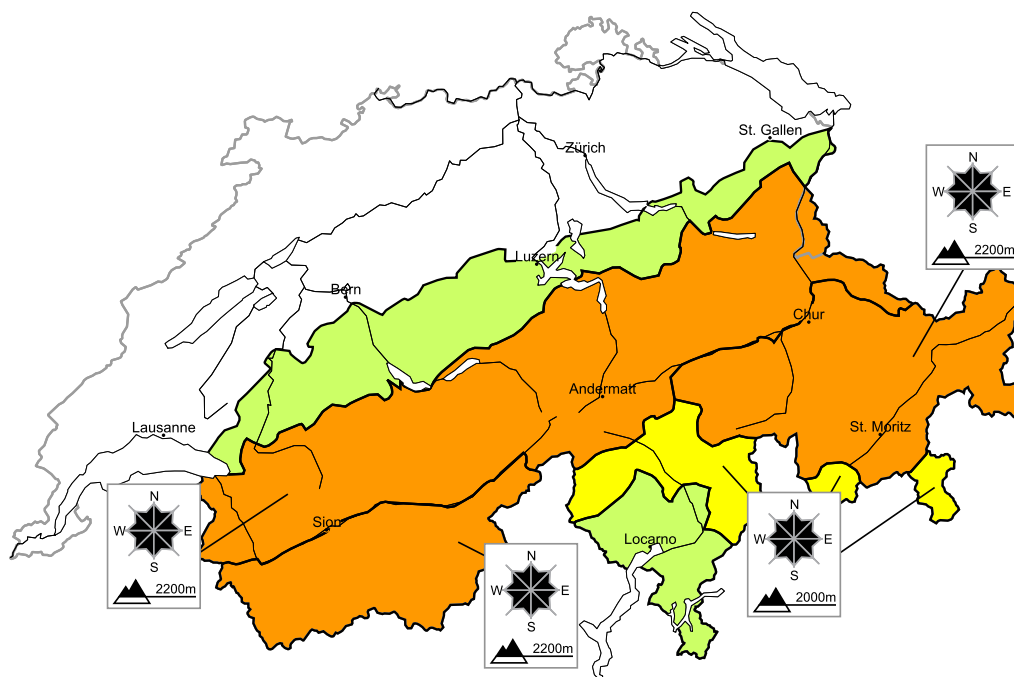 St. Gallen
Zürich
N
W E
S
2200m
Luzern
Bern
Chur
Andermatt
Lausanne
St. Moritz
N
W E
S
2200m
Sion
N
W E
S
2000m
Locarno
N
W E
S
2200m